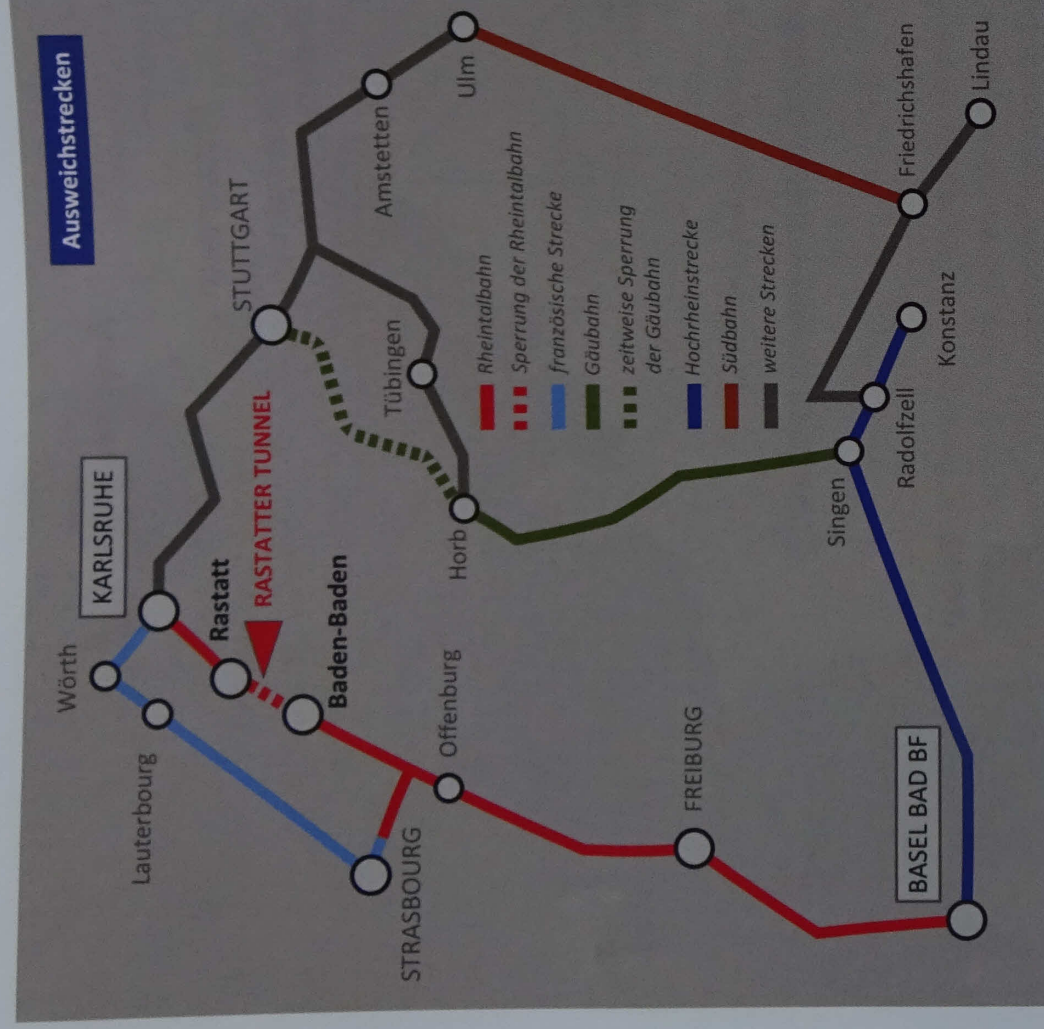 Ausweichstrecken
Wörth
KARLSRUHE
Lauterbourg
Rastatt
STUTTGART
RASTATTER TUNNEL
Baden-Baden
STRASBOURG
Offenburg
Horb
Tübingen
Amstetten
Ulm
Rheintalbahn
Sperrung der Rheintalbahn
französische Strecke
Gäubahn
zeitweise Sperrung
der Gäubahn
Hochrheinstrecke
Südbahn
weitere Strecken
FREIBURG
Singen
Radolfzell
Konstanz
Friedrichshafen
Lindau
BASEL BAD BF